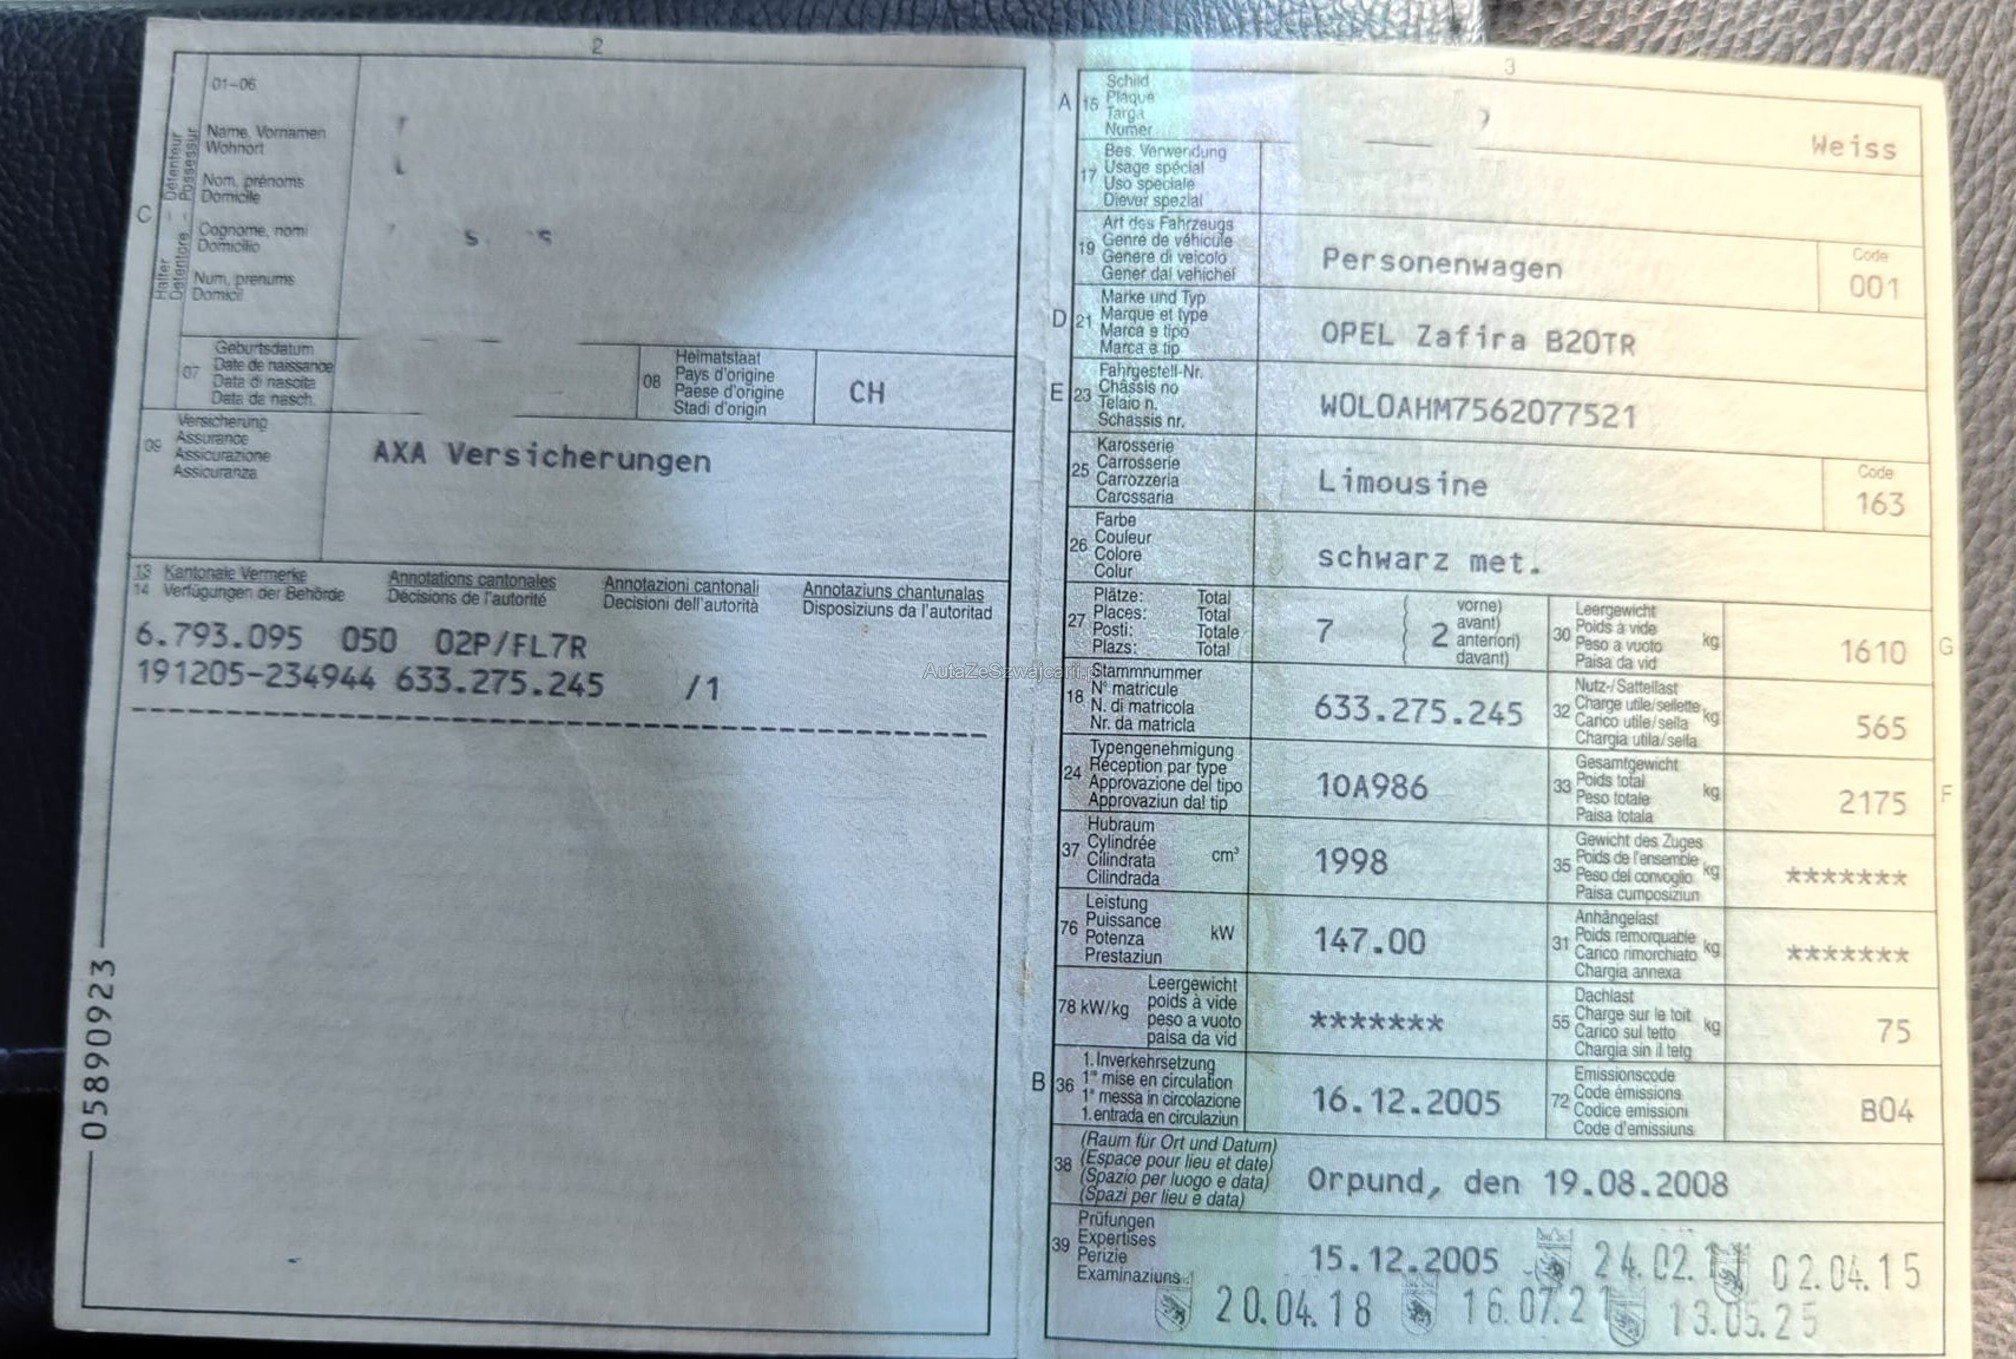 2
01-06
Halter - Détenteur
Detentore - Possessur
C
Name, Vornamen
Wohnort
Nom, prénoms
Domicile
Cognome, nomi
Domicilio
Num, prenums
Domicil
07
Geburtsdatum
Date de naissance
Data di nascita
Data da nasch.
08
Heimatstaat
Pays d'origine
Paese d'origine
Stadi d'origin
CH
09
Versicherung
Assurance
Assicurazione
Assicuranza
AXA Versicherungen
13 Kantonale Vermerke
14 Verfügungen der Behörde
Annotations cantonales
Décisions de l'autorité
Annotazioni cantonali
Decisioni dell'autorità
Annotaziuns chantunalas
Disposiziuns da l'autoritad
6.793.095 050 02P/FL7R
191205-234944 633.275.245 /1
05890923
AutaZeSzwajcarii.
3
A 15
Schild
Plaque
Targa
Numer
Weiss
17
Bes. Verwendung
Usage spécial
Uso speciale
Diever spezial
19
Art des Fahrzeugs
Genre de véhicule
Genere di veicolo
Gener dal vehichel
Personenwagen
Code
001
D 21
Marke und Typ
Marque et type
Marca e tipo
Marca e tip
OPEL Zafira B20TR
E 23
Fahrgestell-Nr.
Châssis no
Telaio n.
Schassis nr.
W0L0AHM7562077521
25
Karosserie
Carrosserie
Carrozzeria
Carossaria
Limousine
Code
163
26
Farbe
Couleur
Colore
Colur
schwarz met.
27
Plätze: Total
Places: Total
Posti: Totale
Plazs: Total
7
2
vorne)
avant)
anteriori)
davant)
30
Leergewicht
Poids à vide
Peso a vuoto
Paisa da vid
kg
1610
G
18
Stammnummer
N° matricule
N. di matricola
Nr. da matricla
633.275.245
32
Nutz-/Sattellast
Charge utile/sellette
Carico utile/sella
Chargia utila/sella
kg
565
24
Typengenehmigung
Réception par type
Approvazione del tipo
Approvaziun dal tip
10A986
33
Gesamtgewicht
Poids total
Peso totale
Paisa totala
kg
2175
F
37
Hubraum
Cylindrée
Cilindrata
Cilindrada
cm³
1998
35
Gewicht des Zuges
Poids de l'ensemble
Peso del convoglio
Paisa cumposiziun
kg
*******
76
Leistung
Puissance
Potenza
Prestaziun
kW
147.00
31
Anhängelast
Poids remorquable
Carico rimorchiato
Chargia annexa
kg
*******
78 kW/kg
Leergewicht
poids à vide
peso a vuoto
paisa da vid
*******
55
Dachlast
Charge sur le toit
Carico sul tetto
Chargia sin il tetg
kg
75
B 36
1. Inverkehrsetzung
1re mise en circulation
1a messa in circolazione
1. entrada en circulaziun
16.12.2005
72
Emissionscode
Code émissions
Codice emissioni
Code d'emissiuns
B04
38
(Raum für Ort und Datum)
(Espace pour lieu et date)
(Spazio per luogo e data)
(Spazi per lieu e data)
Orpund, den 19.08.2008
39
Prüfungen
Expertises
Perizie
Examinaziuns
15.12.2005 24.02. 02.04.15
20.04.18 16.07.21 13.05.25